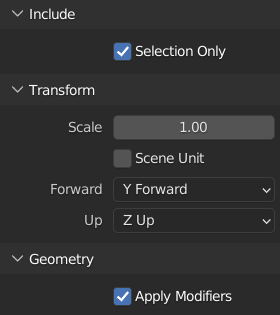 Include
Selection Only
Transform
Scale 1.00
Scene Unit
Forward Y Forward
Up Z Up
Geometry
Apply Modifiers